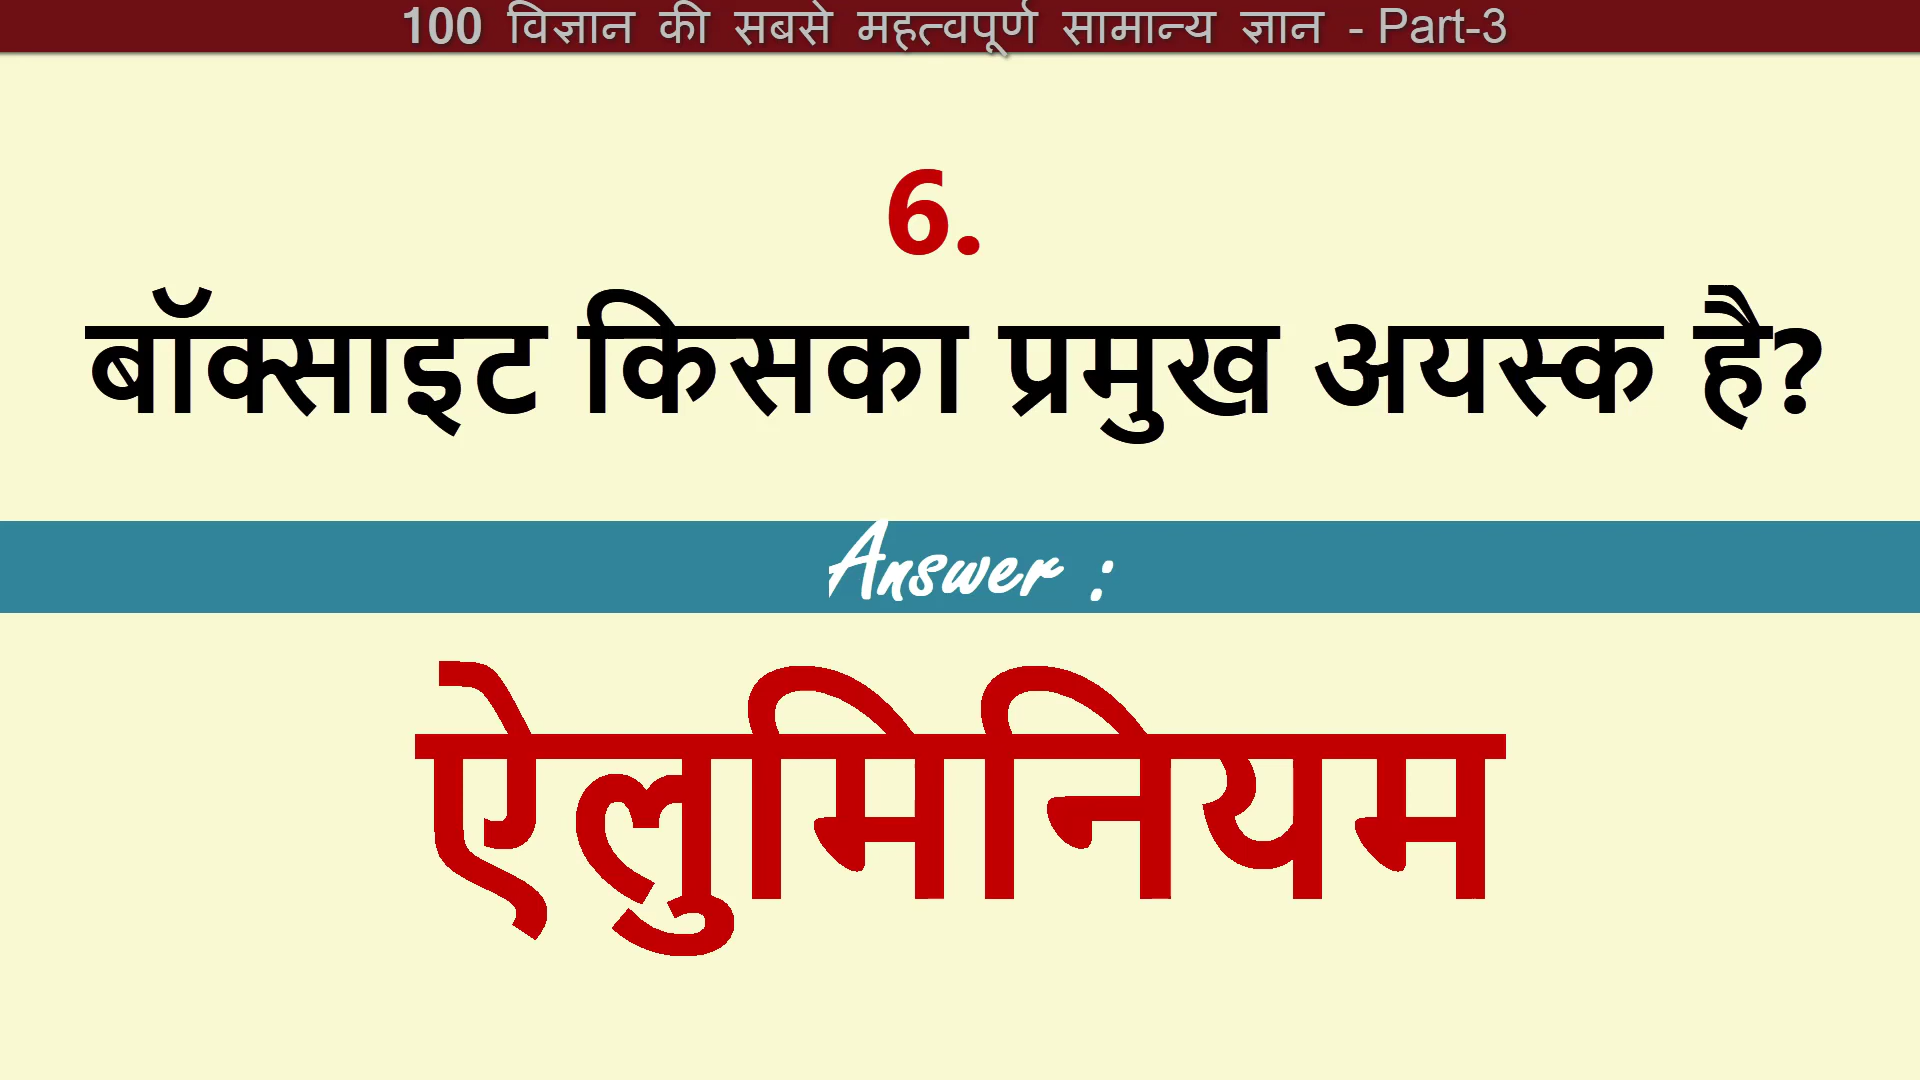 100 विज्ञान की सबसे महत्वपूर्ण सामान्य ज्ञान - Part-3
6.
बॉक्साइट किसका प्रमुख अयस्क है?
Answer :
ऐलुमिनियम